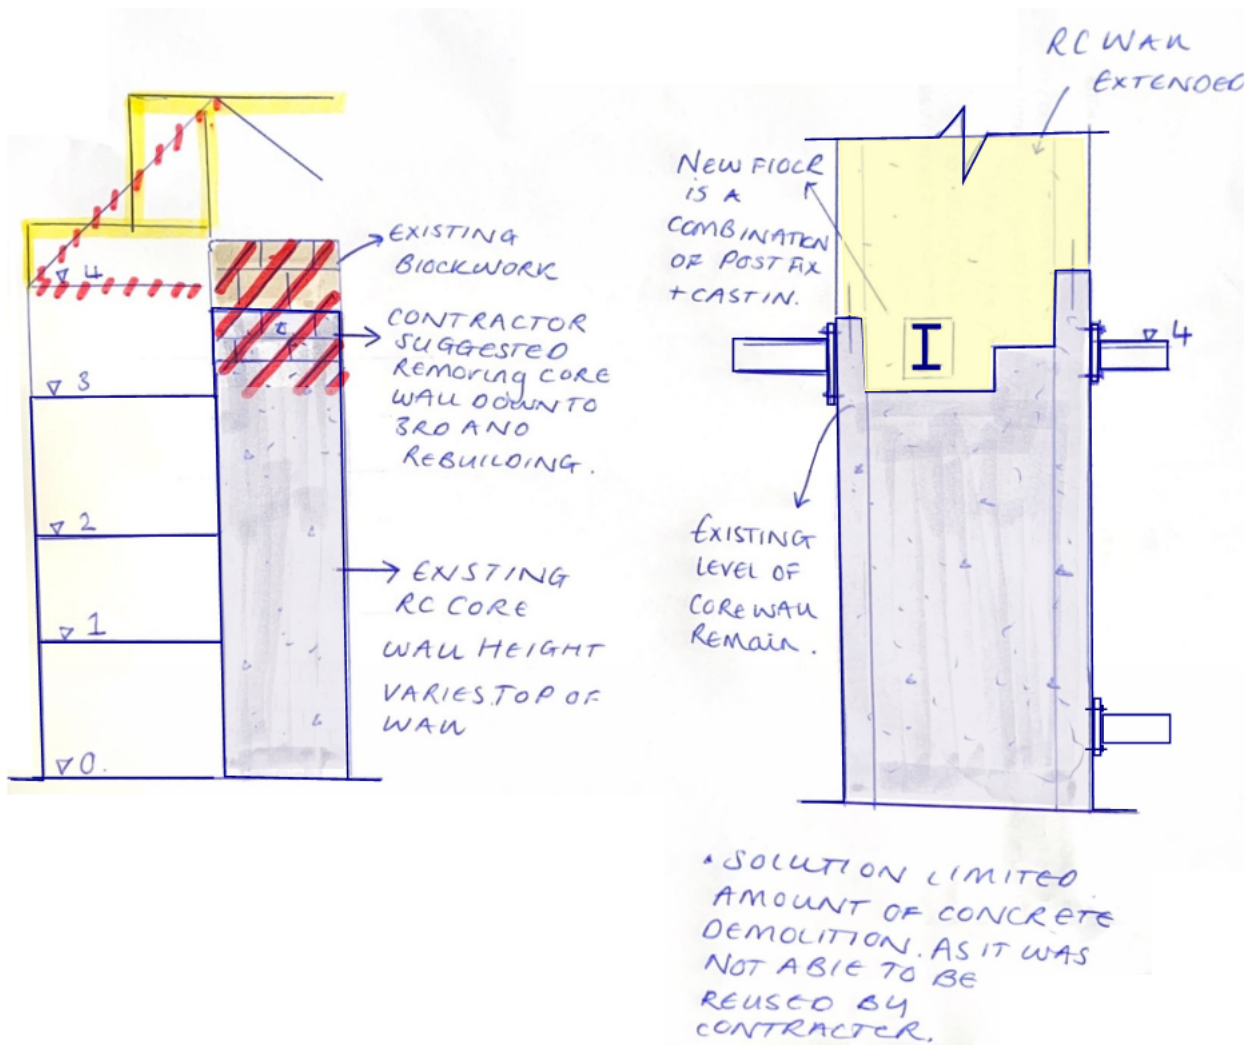 EXISTING
BLOCKWORK
▽ 4
CONTRACTOR
SUGGESTED
REMOVING CORE
WALL DOWN TO
3RD AND
REBUILDING.
▽ 3
▽ 2
EXISTING
RC CORE
WALL HEIGHT
VARIES TOP OF
WALL
▽ 1
▽ 0.
RC WALL
EXTENDED
NEW FLOOR
IS A
COMBINATION
OF POST FIX
+ CAST IN.
I
▽ 4
EXISTING
LEVEL OF
CORE WALL
REMAIN.
• SOLUTION LIMITED
AMOUNT OF CONCRETE
DEMOLITION. AS IT WAS
NOT ABLE TO BE
REUSED BY
CONTRACTER.